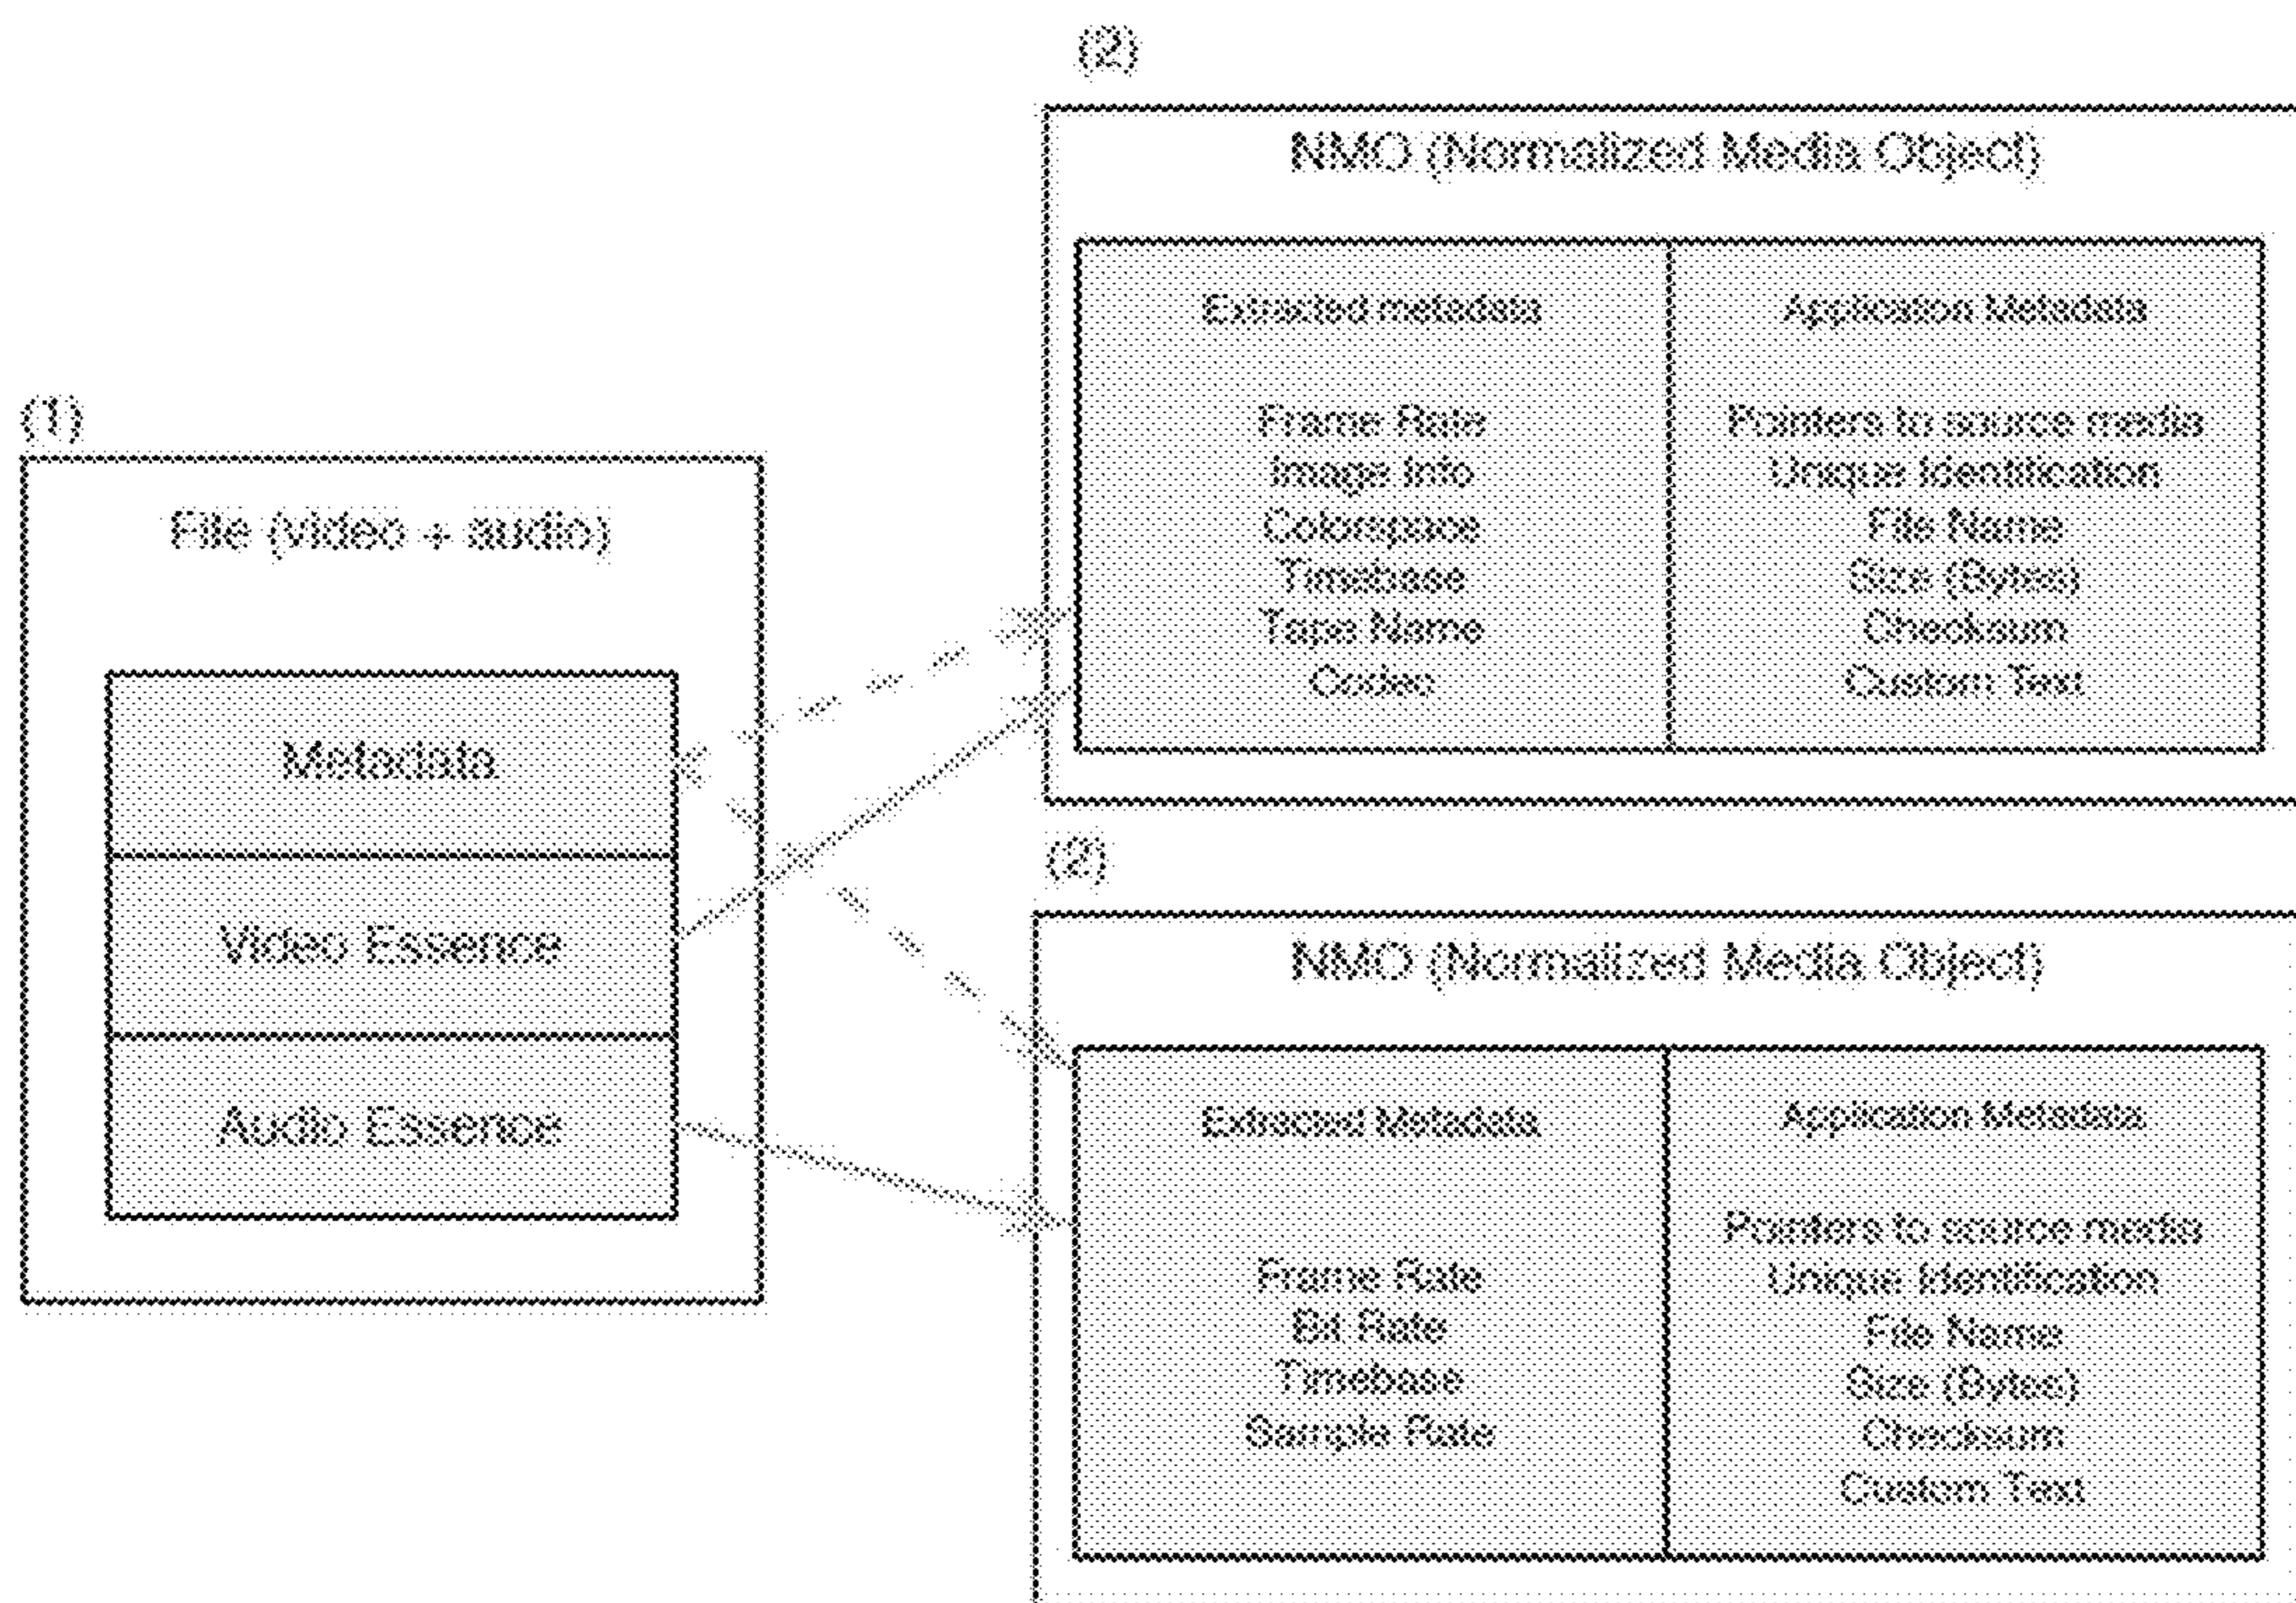 (1)
File (video + audio)
Metadata
Video Essence
Audio Essence
(2)
NMO (Normalized Media Object)
Extracted metadata
Frame Rate
Image Info
Colorspace
Timebase
Tape Name
Codec
Application Metadata
Pointers to source media
Unique Identification
File Name
Size (Bytes)
Checksum
Custom Text
(2)
NMO (Normalized Media Object)
Extracted Metadata
Frame Rate
Bit Rate
Timebase
Sample Rate
Application Metadata
Pointers to source media
Unique Identification
File Name
Size (Bytes)
Checksum
Custom Text